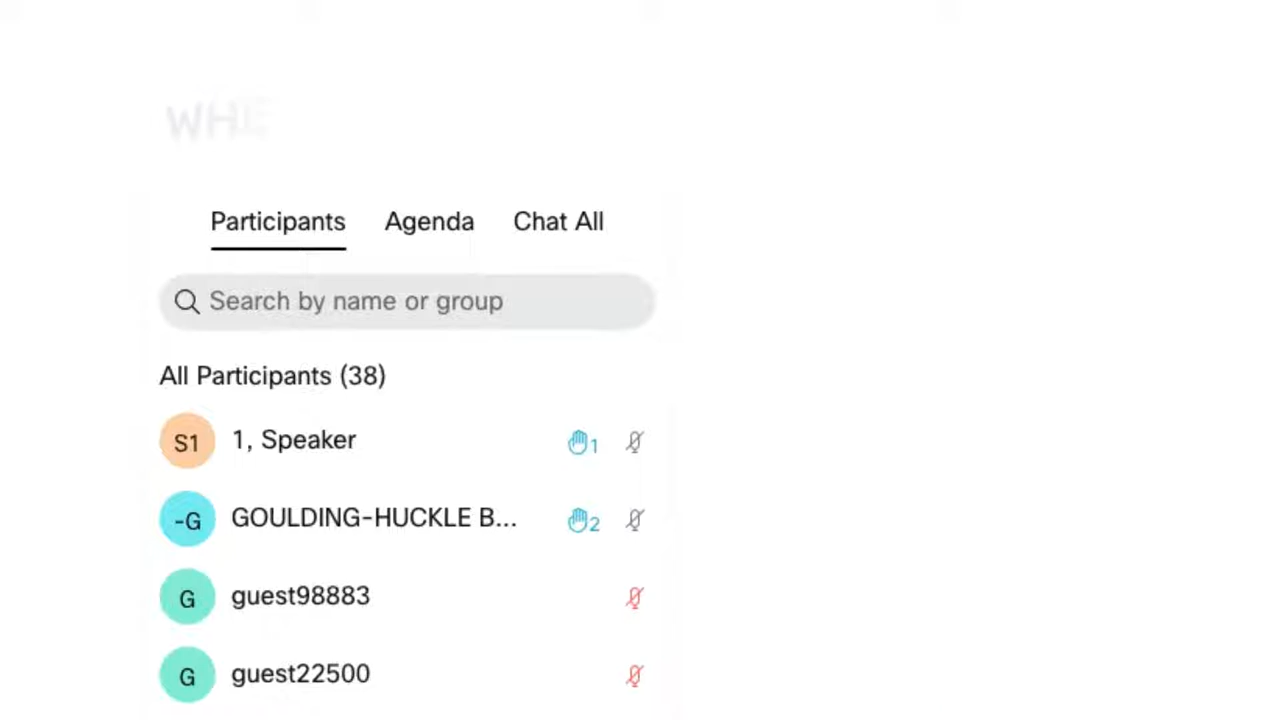 WHE
Participants Agenda Chat All
Search by name or group
All Participants (38)
S1 1, Speaker 1
-G GOULDING-HUCKLE B... 2
G guest98883
G guest22500